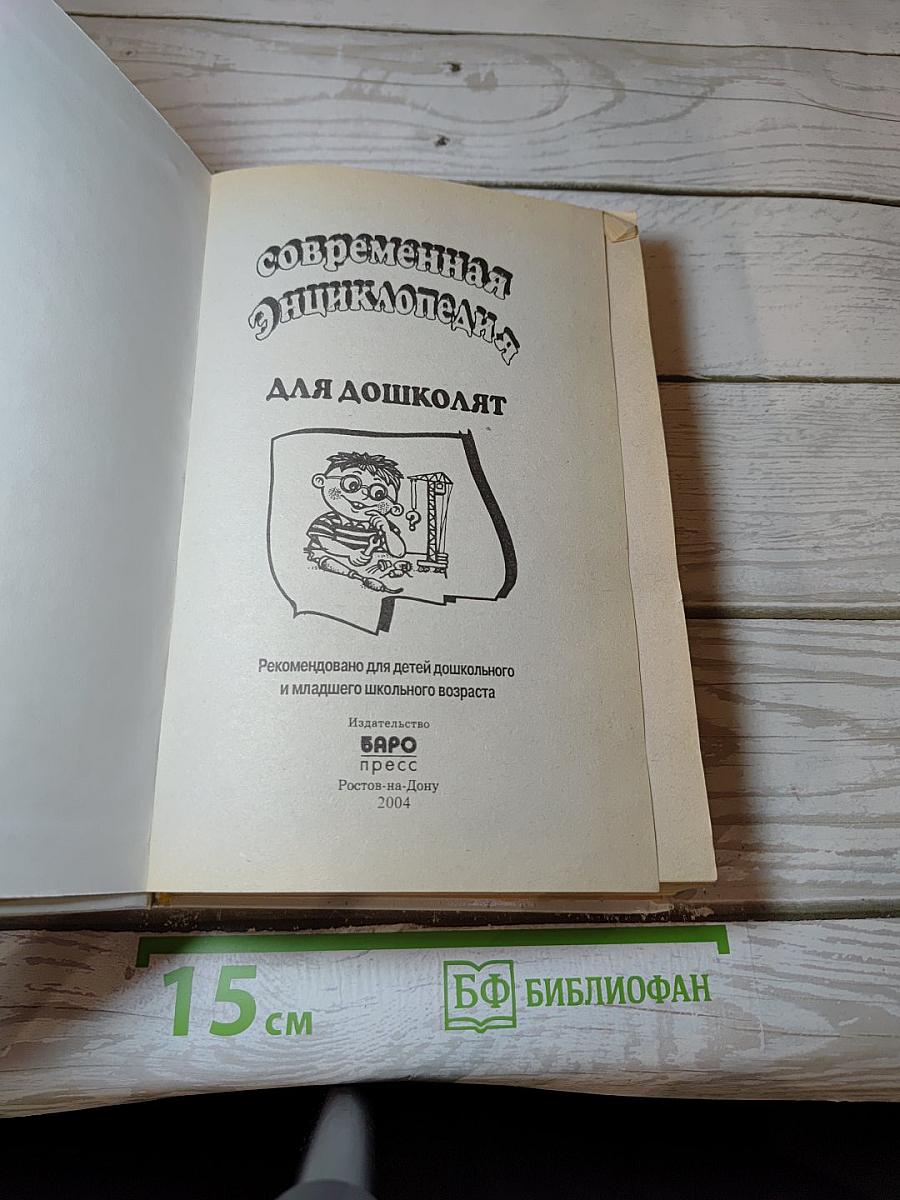 современная
энциклопедия
для дошколят
?
Рекомендовано для детей дошкольного
и младшего школьного возраста
Издательство
БАРО
пресс
Ростов-на-Дону
2004
15 см
БФ БИБЛИОФАН